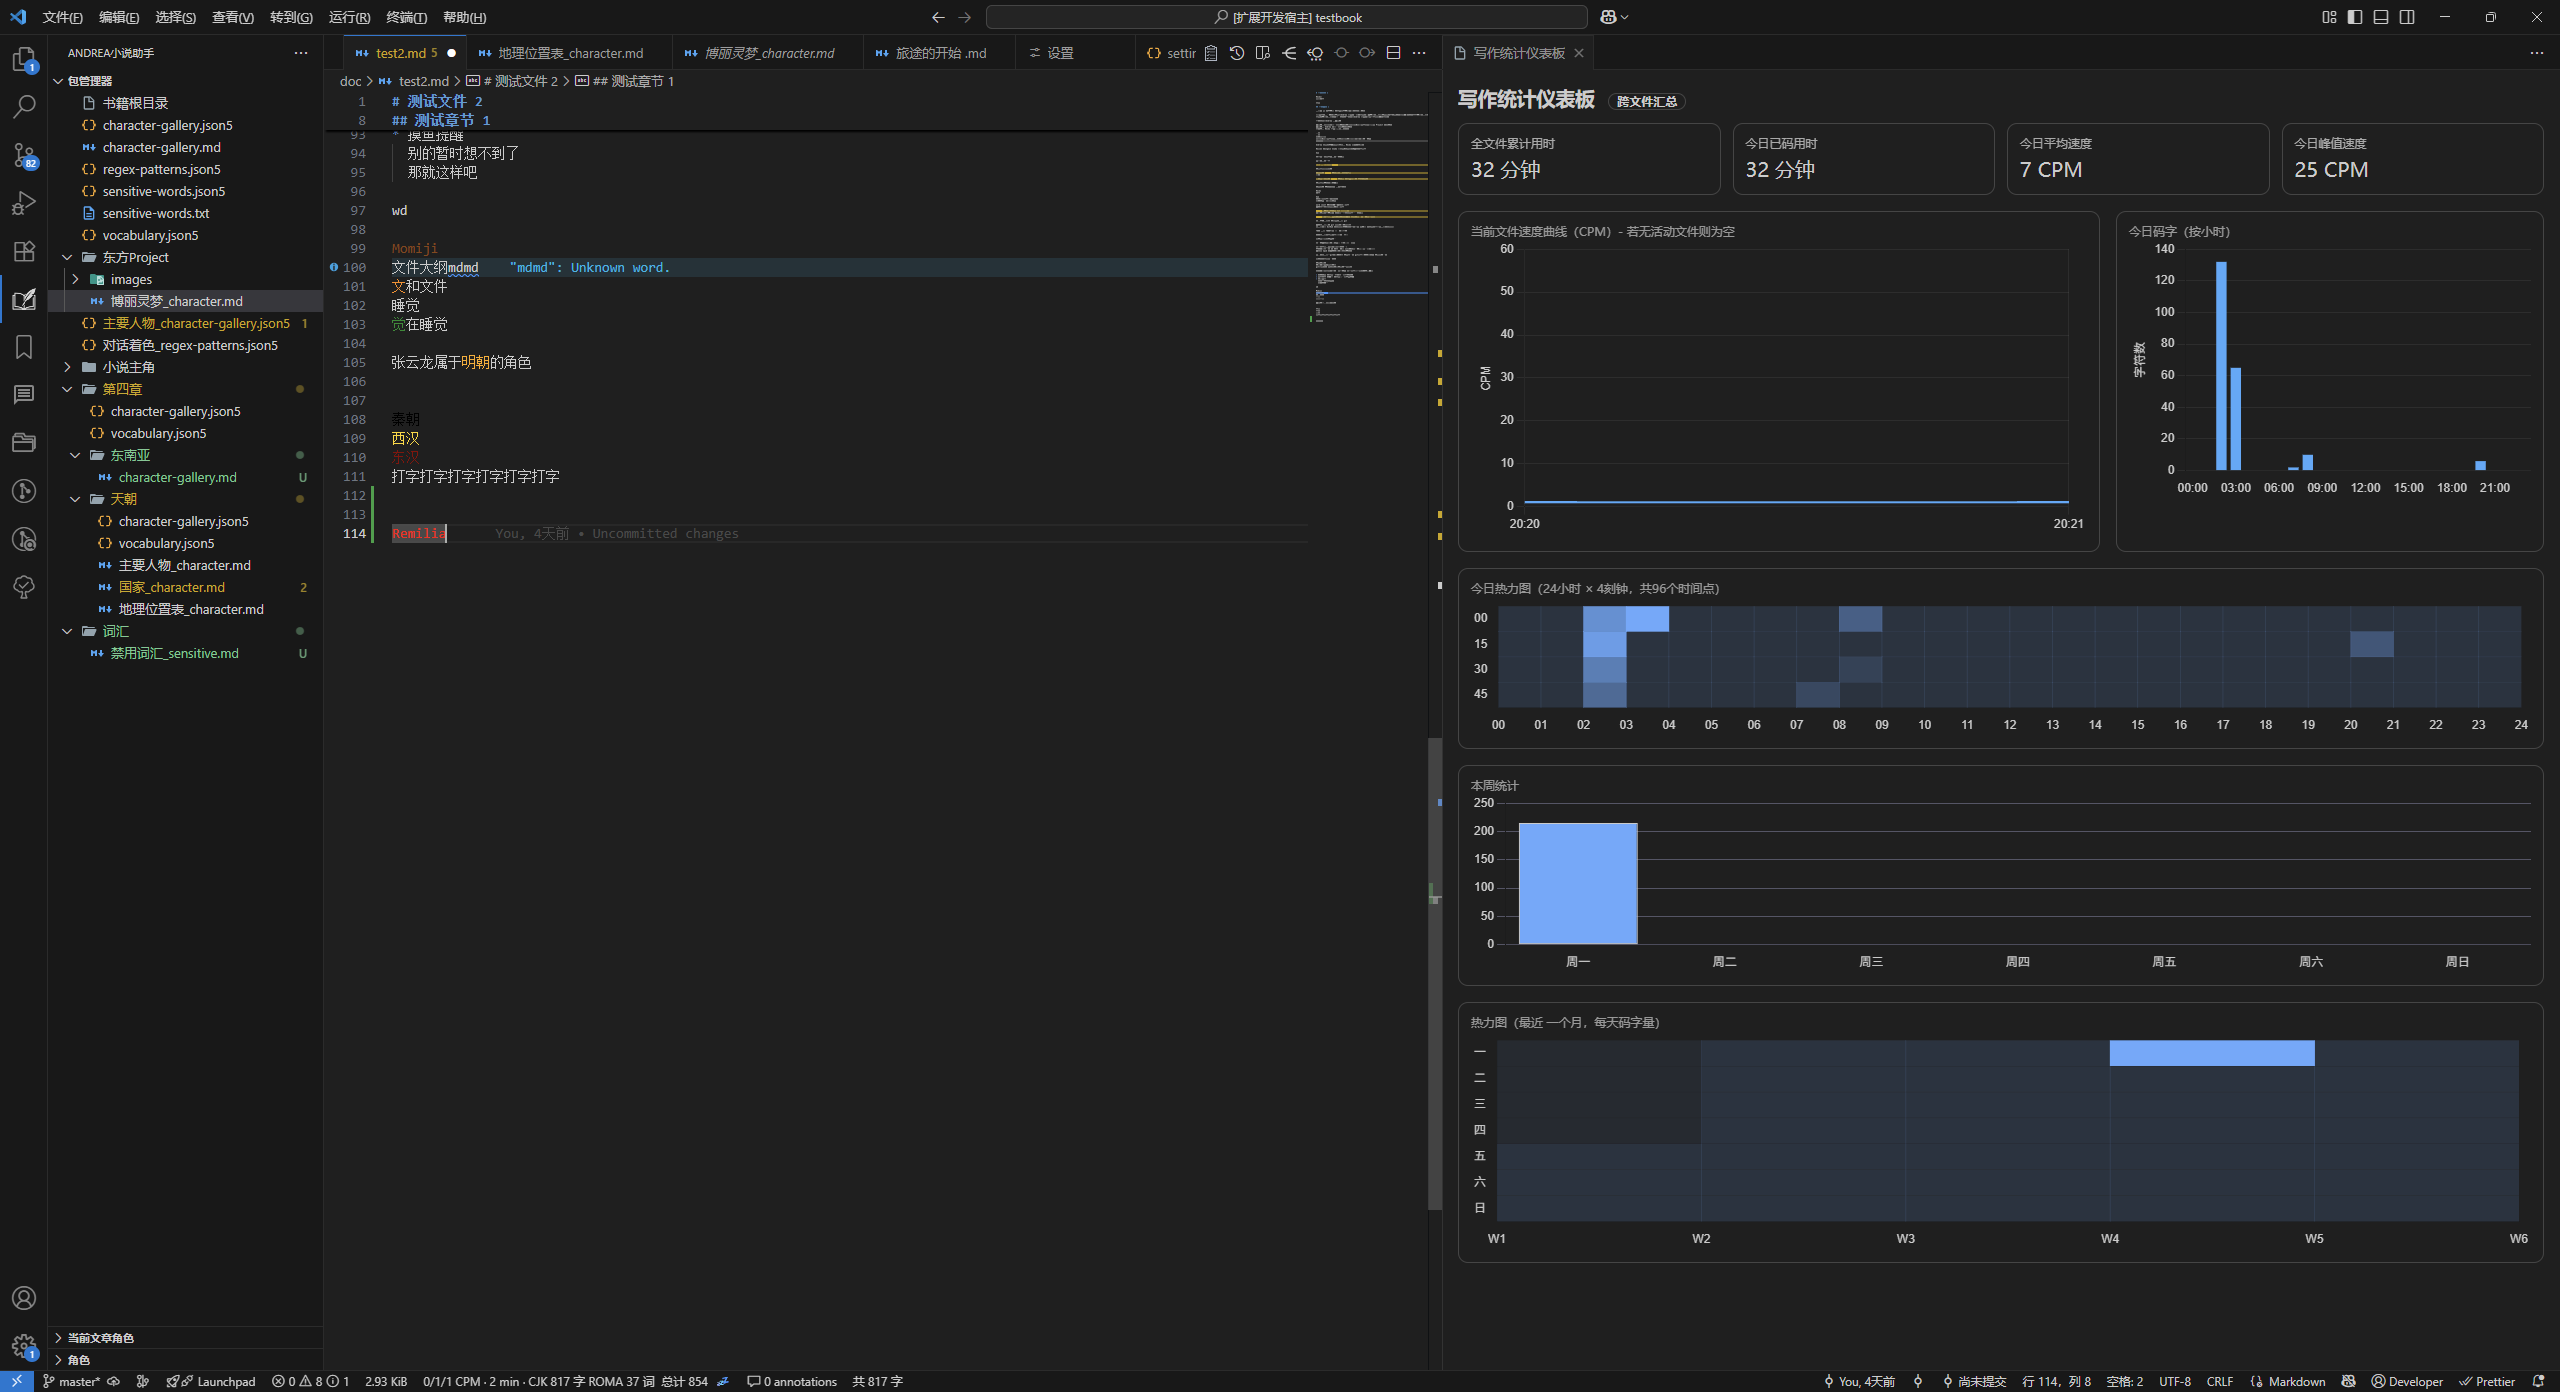 文件(F) 编辑(E) 选择(S) 查看(V) 转到(G) 运行(R) 终端(T) 帮助(H)
[扩展开发宿主] testbook
ANDREA小说助手
包管理器
书籍根目录
character-gallery.json5
character-gallery.md
regex-patterns.json5
sensitive-words.json5
sensitive-words.txt
vocabulary.json5
东方Project
images
博丽灵梦_character.md
主要人物_character-gallery.json5 1
对话着色_regex-patterns.json5
小说主角
第四章
character-gallery.json5
vocabulary.json5
东南亚
character-gallery.md U
天朝
character-gallery.json5
vocabulary.json5
主要人物_character.md
国家_character.md 2
地理位置表_character.md
词汇
禁用词汇_sensitive.md U
当前文章角色
角色
1
82
1
test2.md 5
地理位置表_character.md
博丽灵梦_character.md
旅途的开始 .md
设置
settir
doc > test2.md > # 测试文件 2 > ## 测试章节 1
1 # 测试文件 2
8 ## 测试章节 1
93 * 摸鱼提醒
94 别的暂时想不到了
95 那就这样吧
96
97 wd
98
99 Momiji
100 文件大纲mdmd "mdmd": Unknown word.
101 文和文件
102 睡觉
103 觉在睡觉
104
105 张云龙属于明朝的角色
106
107
108 秦朝
109 西汉
110 东汉
111 打字打字打字打字打字打字
112
113
114 Remilia You, 4天前 • Uncommitted changes
写作统计仪表板
写作统计仪表板 跨文件汇总
全文件累计用时
32 分钟
今日已码用时
32 分钟
今日平均速度
7 CPM
今日峰值速度
25 CPM
当前文件速度曲线（CPM）- 若无活动文件则为空
60
50
40
30
20
10
0
CPM
20:20 20:21
今日码字（按小时）
140
120
100
80
60
40
20
0
字符数
00:00 03:00 06:00 09:00 12:00 15:00 18:00 21:00
今日热力图（24小时 × 4刻钟，共96个时间点）
00
15
30
45
00 01 02 03 04 05 06 07 08 09 10 11 12 13 14 15 16 17 18 19 20 21 22 23 24
本周统计
250
200
150
100
50
0
周一 周二 周三 周四 周五 周六 周日
热力图（最近 一个月，每天码字量）
一
二
三
四
五
六
日
W1 W2 W3 W4 W5 W6
master* Launchpad 0 8 1 2.93 KiB 0/1/1 CPM · 2 min · CJK 817 字 ROMA 37 词 总计 854 0 annotations 共 817 字
You, 4天前 尚未提交 行 114，列 8 空格: 2 UTF-8 CRLF Markdown Developer Prettier